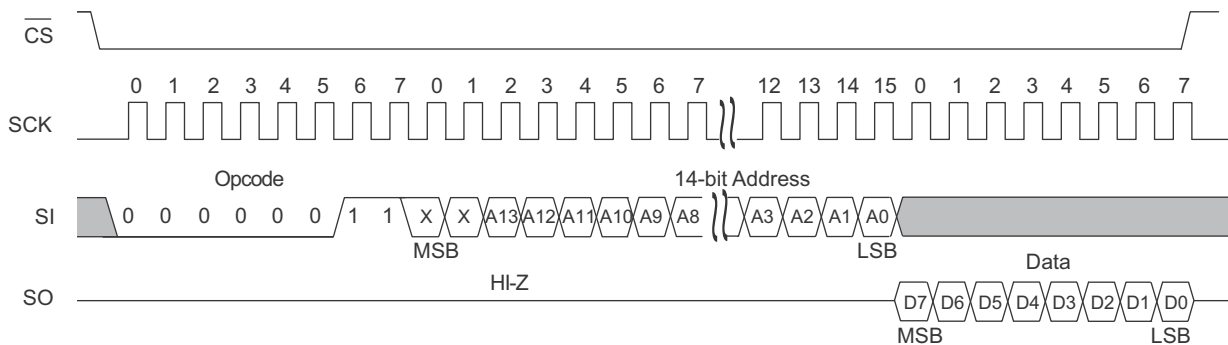 CS
0 1 2 3 4 5 6 7 0 1 2 3 4 5 6 7 12 13 14 15 0 1 2 3 4 5 6 7
SCK
Opcode 14-bit Address
SI 0 0 0 0 0 0 1 1 X X A13 A12 A11 A10 A9 A8 A3 A2 A1 A0
MSB LSB
HI-Z Data
SO D7 D6 D5 D4 D3 D2 D1 D0
MSB LSB